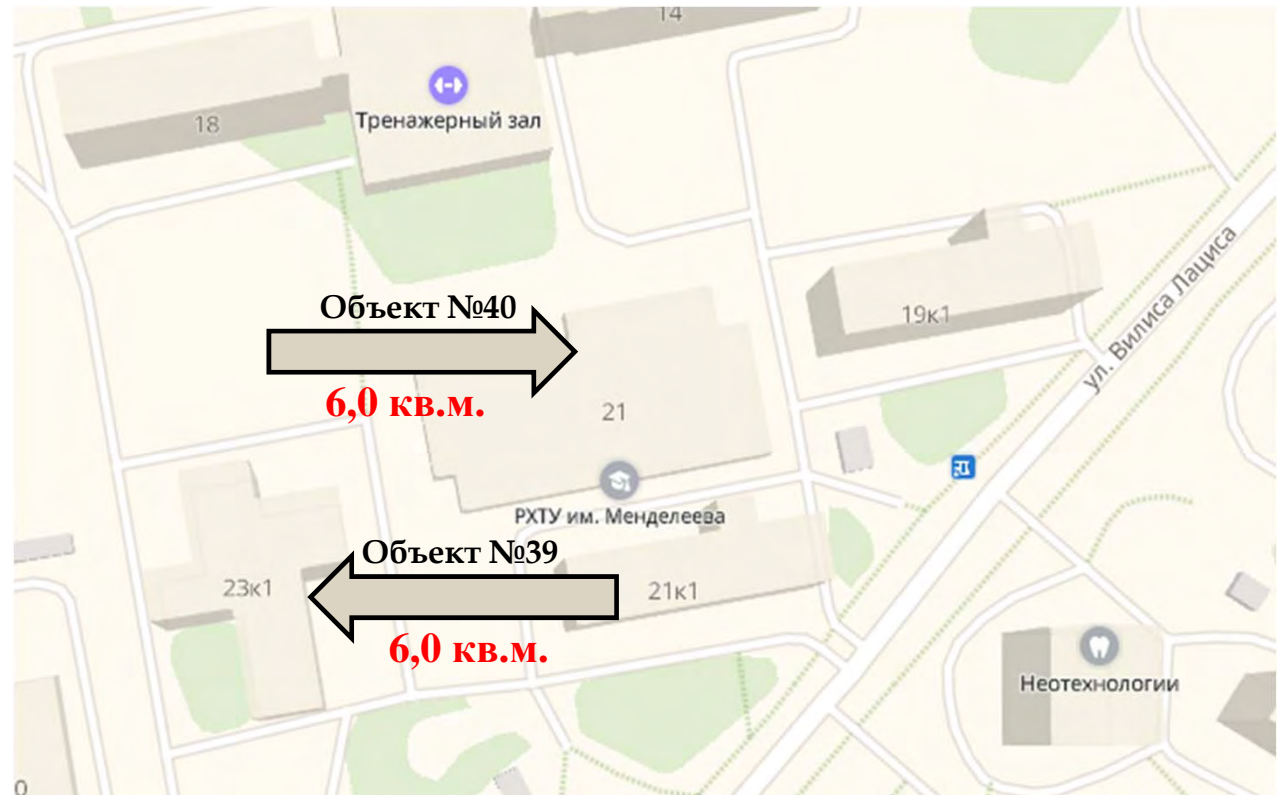 14
18
Тренажерный зал
ул. Вилиса Лациса
Объект №40
19к1
6,0 кв.м.
21
РХТУ им. Менделеева
Объект №39
23к1
21к1
6,0 кв.м.
Неотехнологии
0